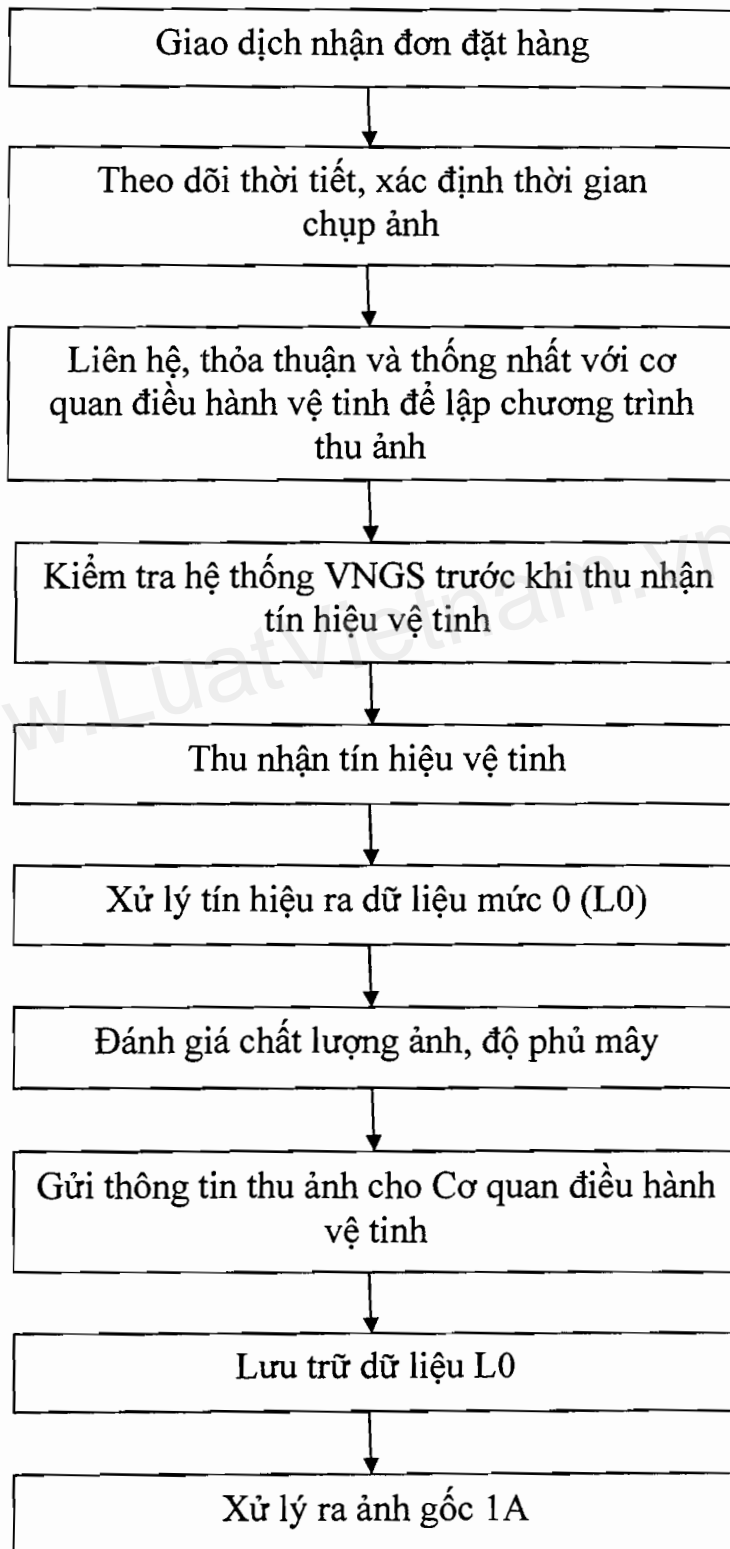 Giao dịch nhận đơn đặt hàng
Theo dõi thời tiết, xác định thời gian
chụp ảnh
Liên hệ, thỏa thuận và thống nhất với cơ
quan điều hành vệ tinh để lập chương trình
thu ảnh
Kiểm tra hệ thống VNGS trước khi thu nhận
tín hiệu vệ tinh
w.LuatVietnam.vn
Thu nhận tín hiệu vệ tinh
Xử lý tín hiệu ra dữ liệu mức 0 (L0)
Đánh giá chất lượng ảnh, độ phủ mây
Gửi thông tin thu ảnh cho Cơ quan điều hành
vệ tinh
Lưu trữ dữ liệu L0
Xử lý ra ảnh gốc 1A